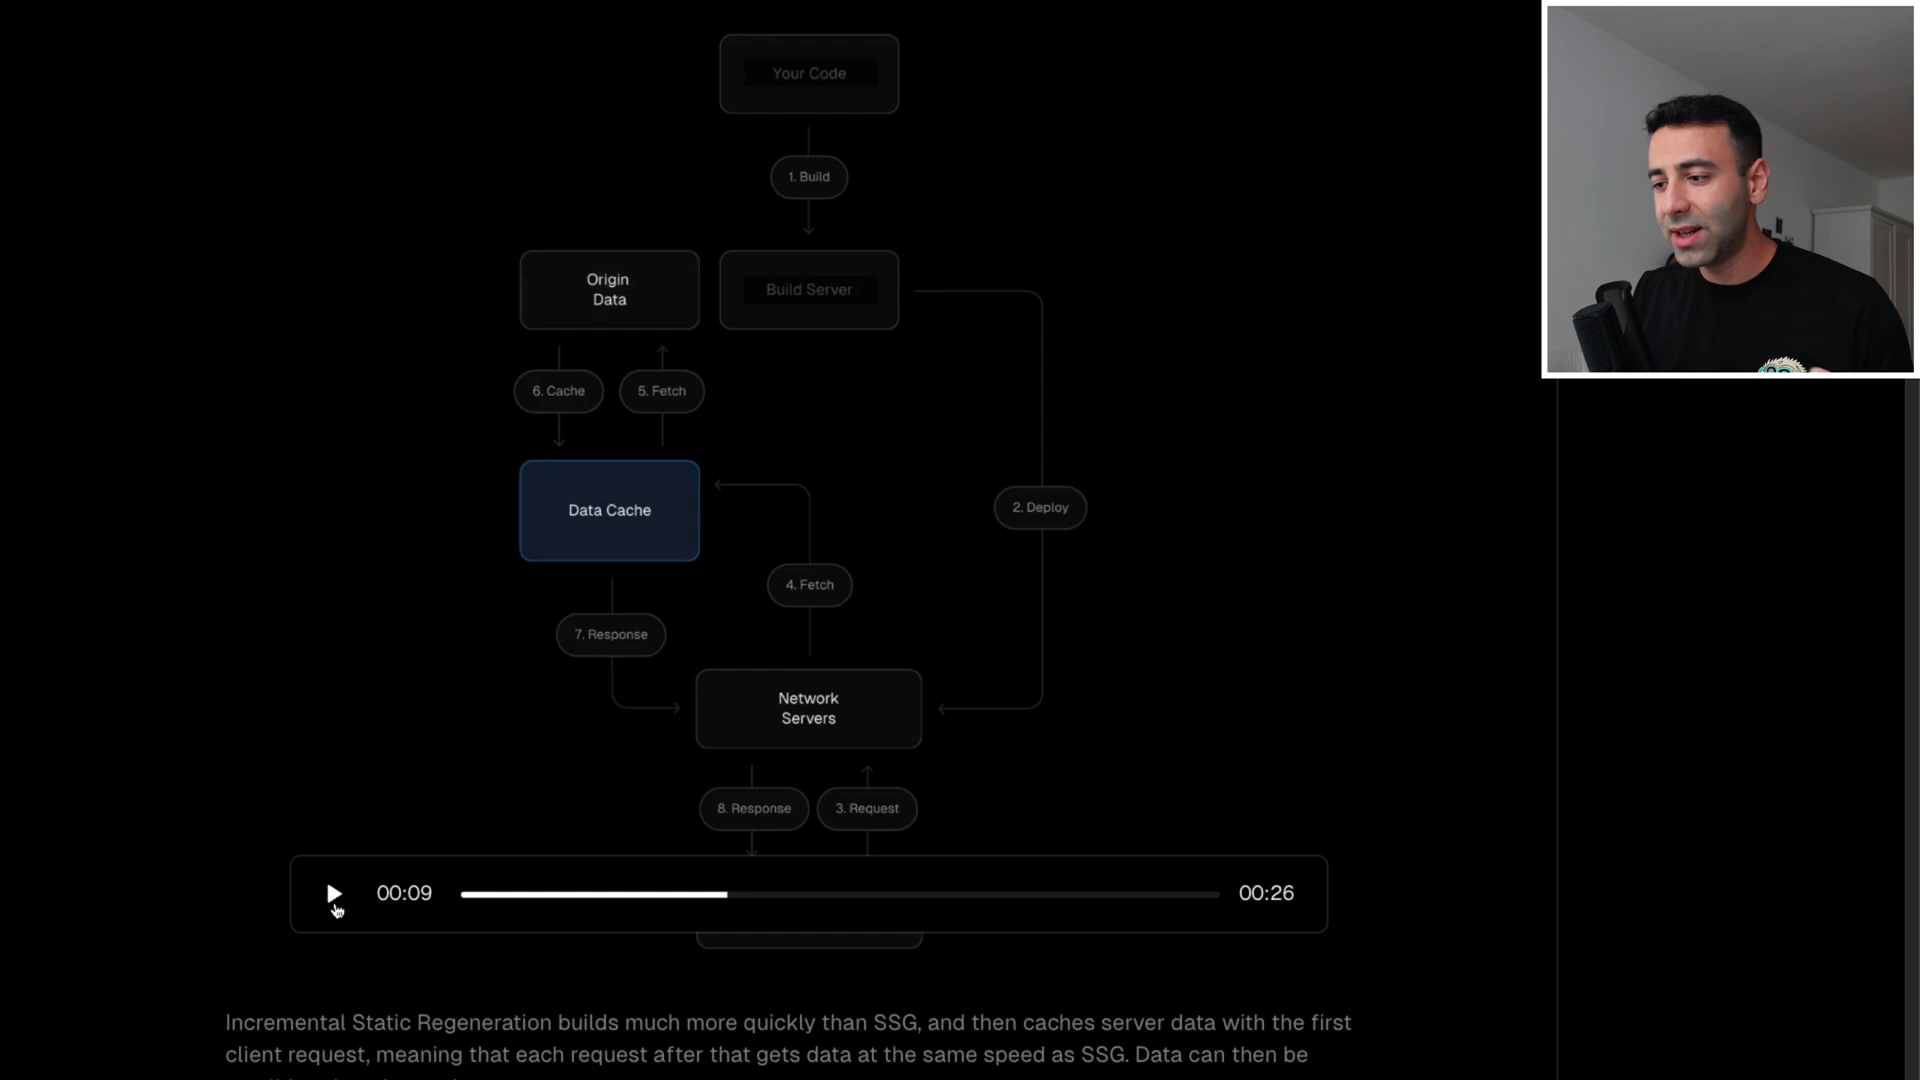 Your Code
1. Build
Origin
Data
Build Server
6. Cache
5. Fetch
Data Cache
2. Deploy
4. Fetch
7. Response
Network
Servers
8. Response
3. Request
00:09
00:26
Incremental Static Regeneration builds much more quickly than SSG, and then caches server data with the first
client request, meaning that each request after that gets data at the same speed as SSG. Data can then be